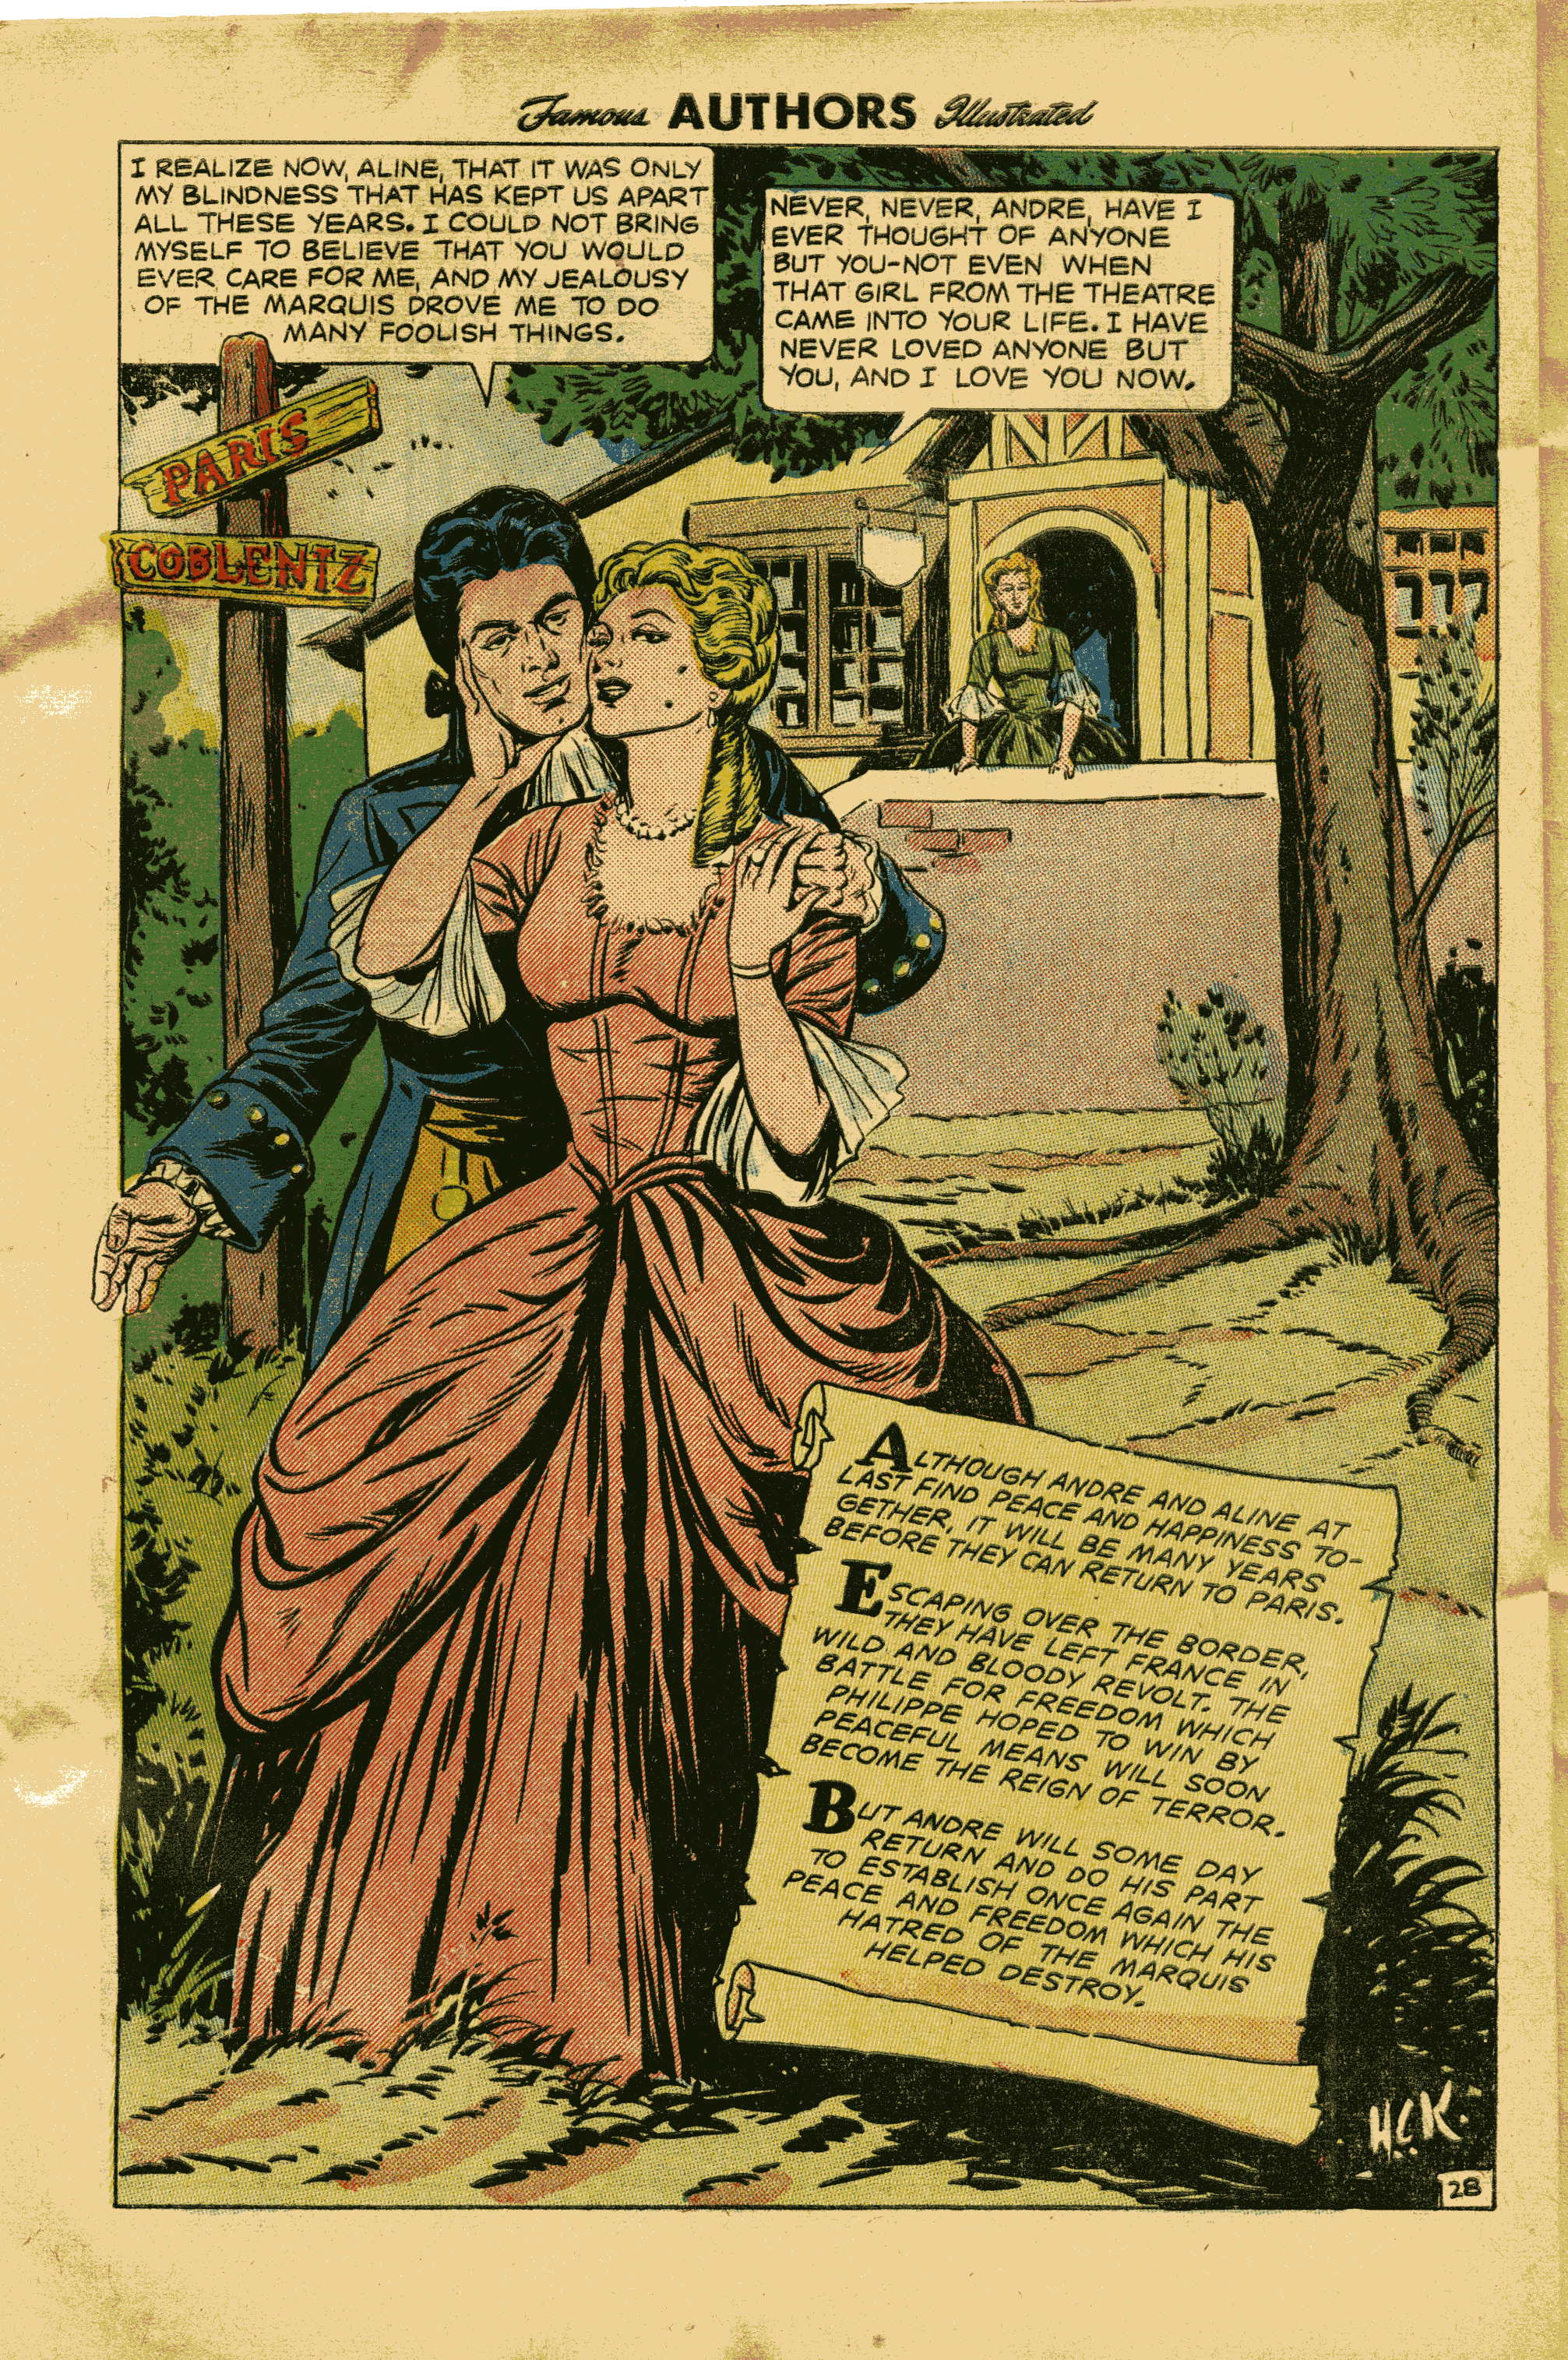 Famous AUTHORS Illustrated
I REALIZE NOW, ALINE, THAT IT WAS ONLY
MY BLINDNESS THAT HAS KEPT US APART
ALL THESE YEARS. I COULD NOT BRING
MYSELF TO BELIEVE THAT YOU WOULD
EVER CARE FOR ME, AND MY JEALOUSY
OF THE MARQUIS DROVE ME TO DO
MANY FOOLISH THINGS.
NEVER, NEVER, ANDRE, HAVE I
EVER THOUGHT OF ANYONE
BUT YOU-NOT EVEN WHEN
THAT GIRL FROM THE THEATRE
CAME INTO YOUR LIFE. I HAVE
NEVER LOVED ANYONE BUT
YOU, AND I LOVE YOU NOW.
PARIS
COBLENTZ
ALTHOUGH ANDRE AND ALINE AT
LAST FIND PEACE AND HAPPINESS TO-
GETHER, IT WILL BE MANY YEARS
BEFORE THEY CAN RETURN TO PARIS.
ESCAPING OVER THE BORDER,
THEY HAVE LEFT FRANCE IN
WILD AND BLOODY REVOLT. THE
BATTLE FOR FREEDOM WHICH
PHILIPPE HOPED TO WIN BY
PEACEFUL MEANS WILL SOON
BECOME THE REIGN OF TERROR.
BUT ANDRE WILL SOME DAY
RETURN AND DO HIS PART
TO ESTABLISH ONCE AGAIN THE
PEACE AND FREEDOM WHICH HIS
HATRED OF THE MARQUIS
HELPED DESTROY.
H.C.K.
28